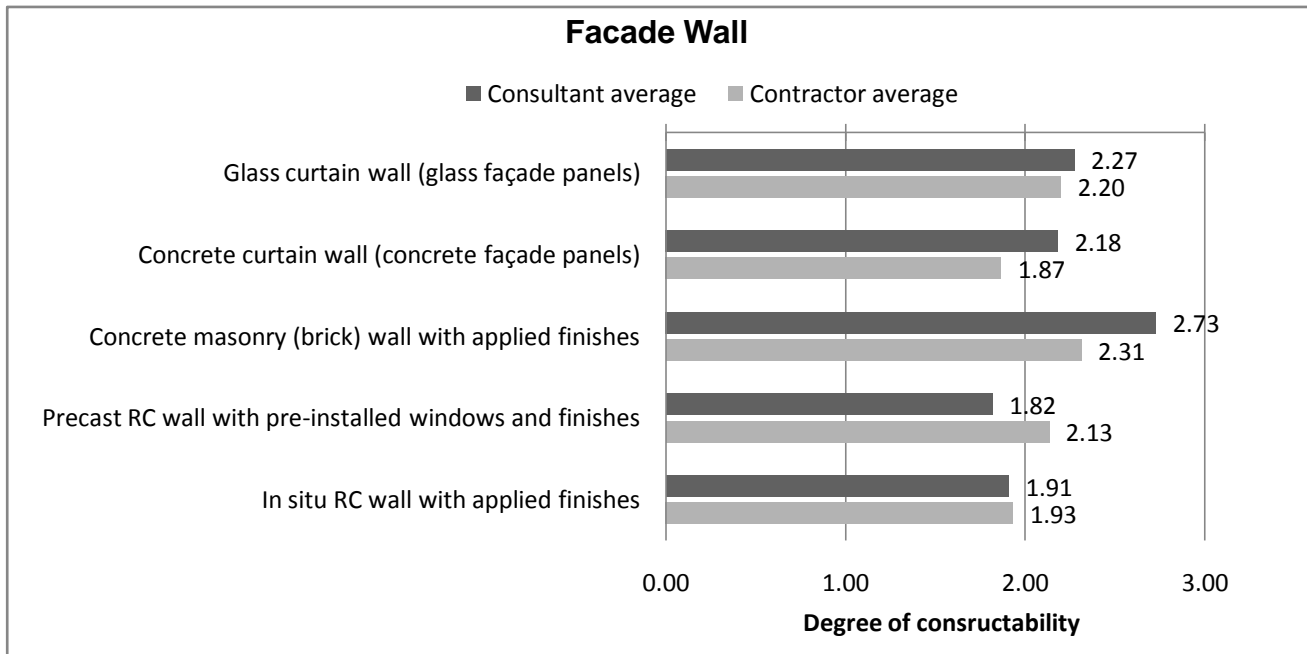 Facade Wall
Consultant average Contractor average
Glass curtain wall (glass façade panels)
2.27
2.20
Concrete curtain wall (concrete façade panels)
2.18
1.87
Concrete masonry (brick) wall with applied finishes
2.73
2.31
Precast RC wall with pre-installed windows and finishes
1.82
2.13
In situ RC wall with applied finishes
1.91
1.93
0.00 1.00 2.00 3.00
Degree of consructability